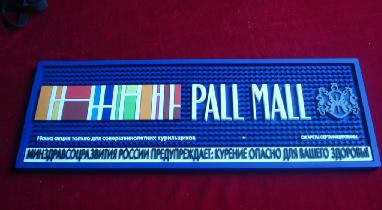 PALL MALL
Наша акция только для совершеннолетних курильщиков
МИНЗДРАВСОЦРАЗВИТИЯ РОССИИ ПРЕДУПРЕЖДАЕТ: КУРЕНИЕ ОПАСНО ДЛЯ ВАШЕГО ЗДОРОВЬЯ